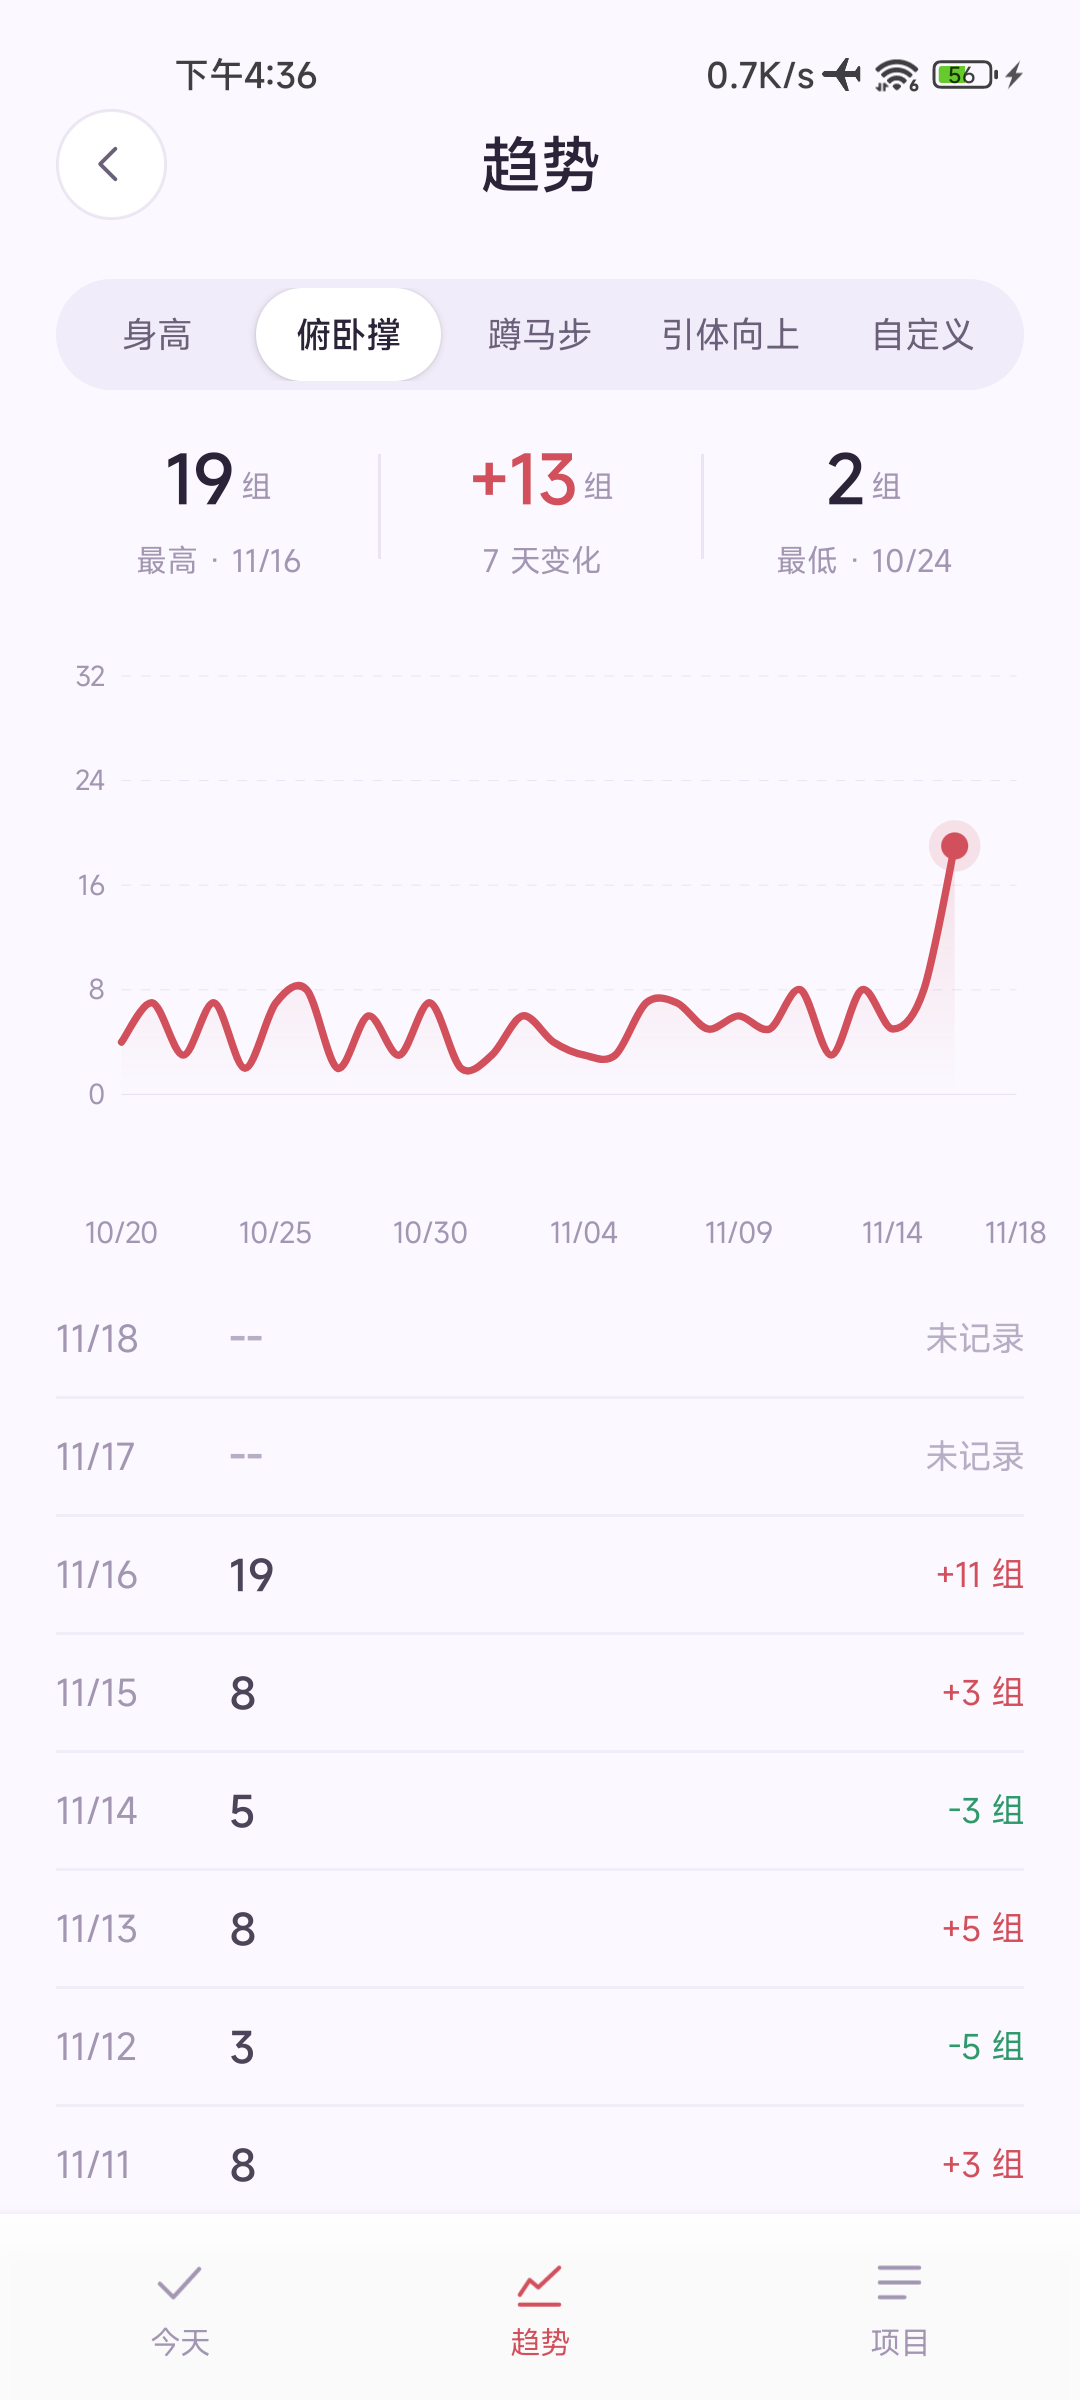 下午4:36
0.7K/s 6 56
趋势
身高 俯卧撑 蹲马步 引体向上 自定义
19 组 +13 组 2 组
最高 · 11/16 7 天变化 最低 · 10/24
32
24
16
8
0
10/20 10/25 10/30 11/04 11/09 11/14 11/18
11/18 -- 未记录
11/17 -- 未记录
11/16 19 +11 组
11/15 8 +3 组
11/14 5 -3 组
11/13 8 +5 组
11/12 3 -5 组
11/11 8 +3 组
今天 趋势 项目